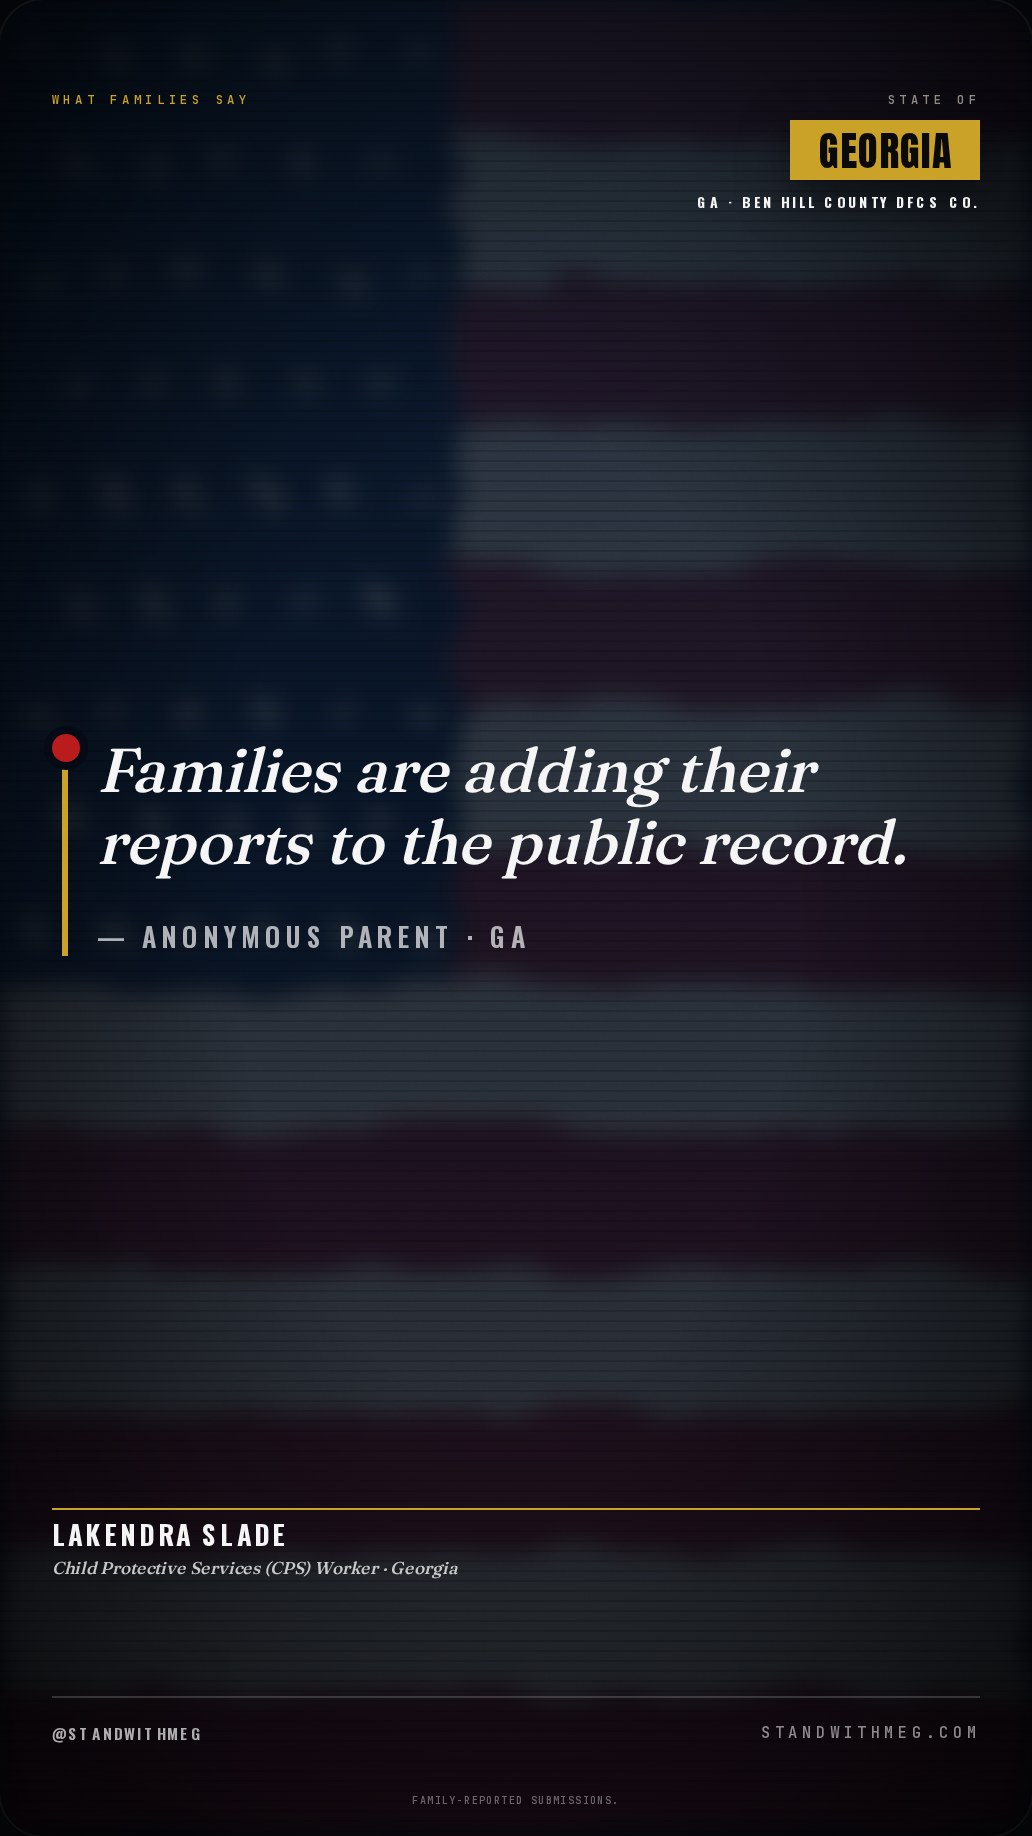 WHAT FAMILIES SAY
STATE OF
GEORGIA
GA · BEN HILL COUNTY DFCS CO.
Families are adding their
reports to the public record.
— ANONYMOUS PARENT · GA
LAKENDRA SLADE
Child Protective Services (CPS) Worker · Georgia
@STANDWITHMEG
STANDWITHMEG.COM
FAMILY-REPORTED SUBMISSIONS.